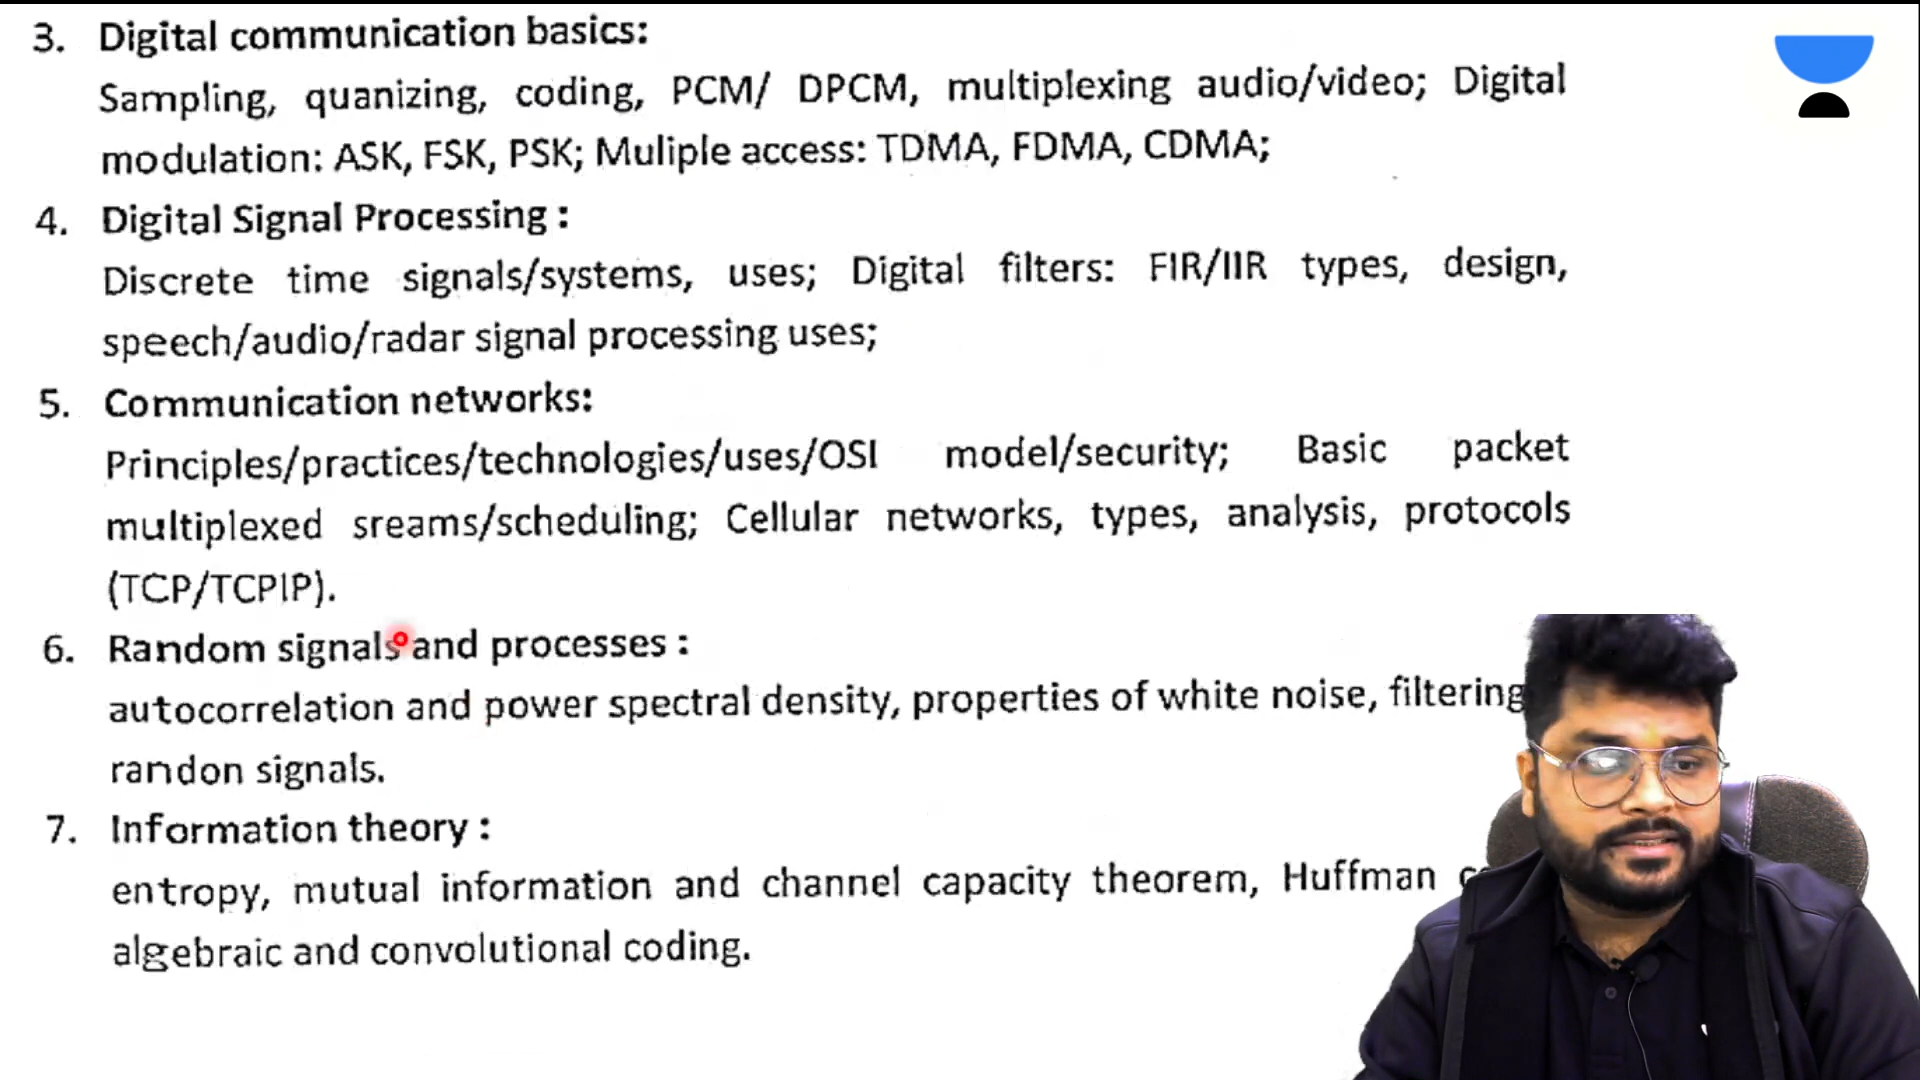 3. Digital communication basics:
Sampling, quanizing, coding, PCM/ DPCM, multiplexing audio/video; Digital
modulation: ASK, FSK, PSK; Muliple access: TDMA, FDMA, CDMA;
4. Digital Signal Processing :
Discrete time signals/systems, uses; Digital filters: FIR/IIR types, design,
speech/audio/radar signal processing uses;
5. Communication networks:
Principles/practices/technologies/uses/OSI model/security; Basic packet
multiplexed sreams/scheduling; Cellular networks, types, analysis, protocols
(TCP/TCPIP).
6. Random signals and processes :
autocorrelation and power spectral density, properties of white noise, filtering
randon signals.
7. Information theory :
entropy, mutual information and channel capacity theorem, Huffman
algebraic and convolutional coding.